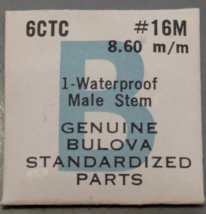 6CTC #16M
8.60 m/m
B
1-Waterproof
Male Stem
GENUINE
BULOVA
STANDARDIZED
PARTS